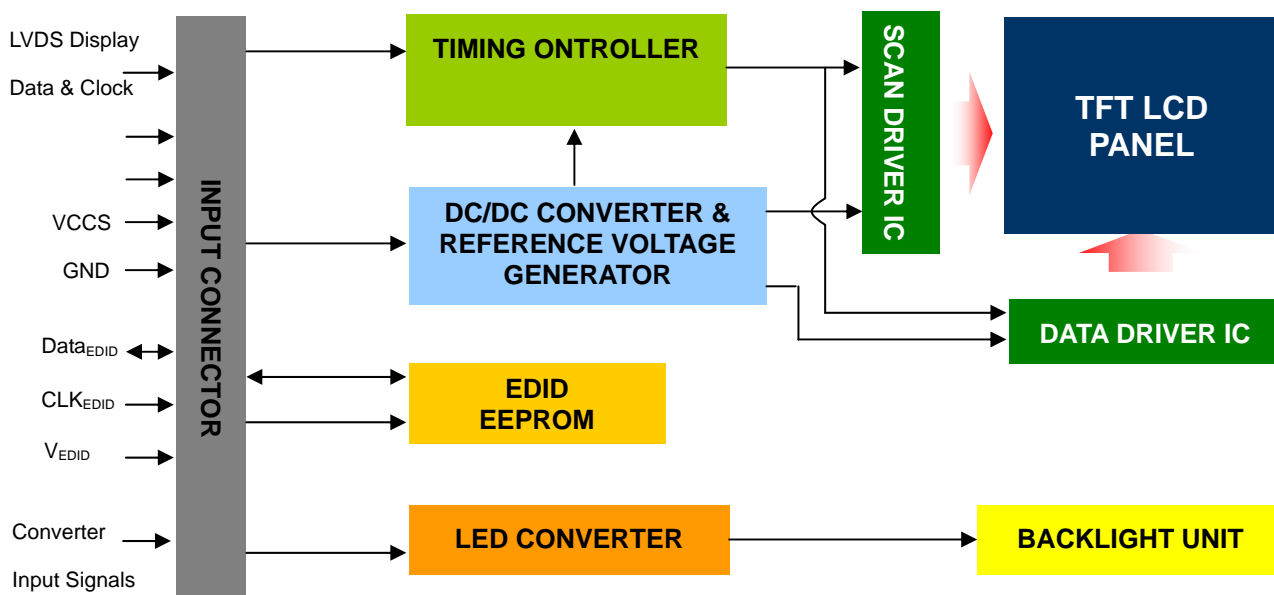 LVDS Display
Data & Clock
VCCS
GND
DataEDID
CLKEDID
VEDID
Converter
Input Signals
INPUT CONNECTOR
TIMING ONTROLLER
DC/DC CONVERTER &
REFERENCE VOLTAGE
GENERATOR
EDID
EEPROM
LED CONVERTER
SCAN DRIVER IC
TFT LCD
PANEL
DATA DRIVER IC
BACKLIGHT UNIT